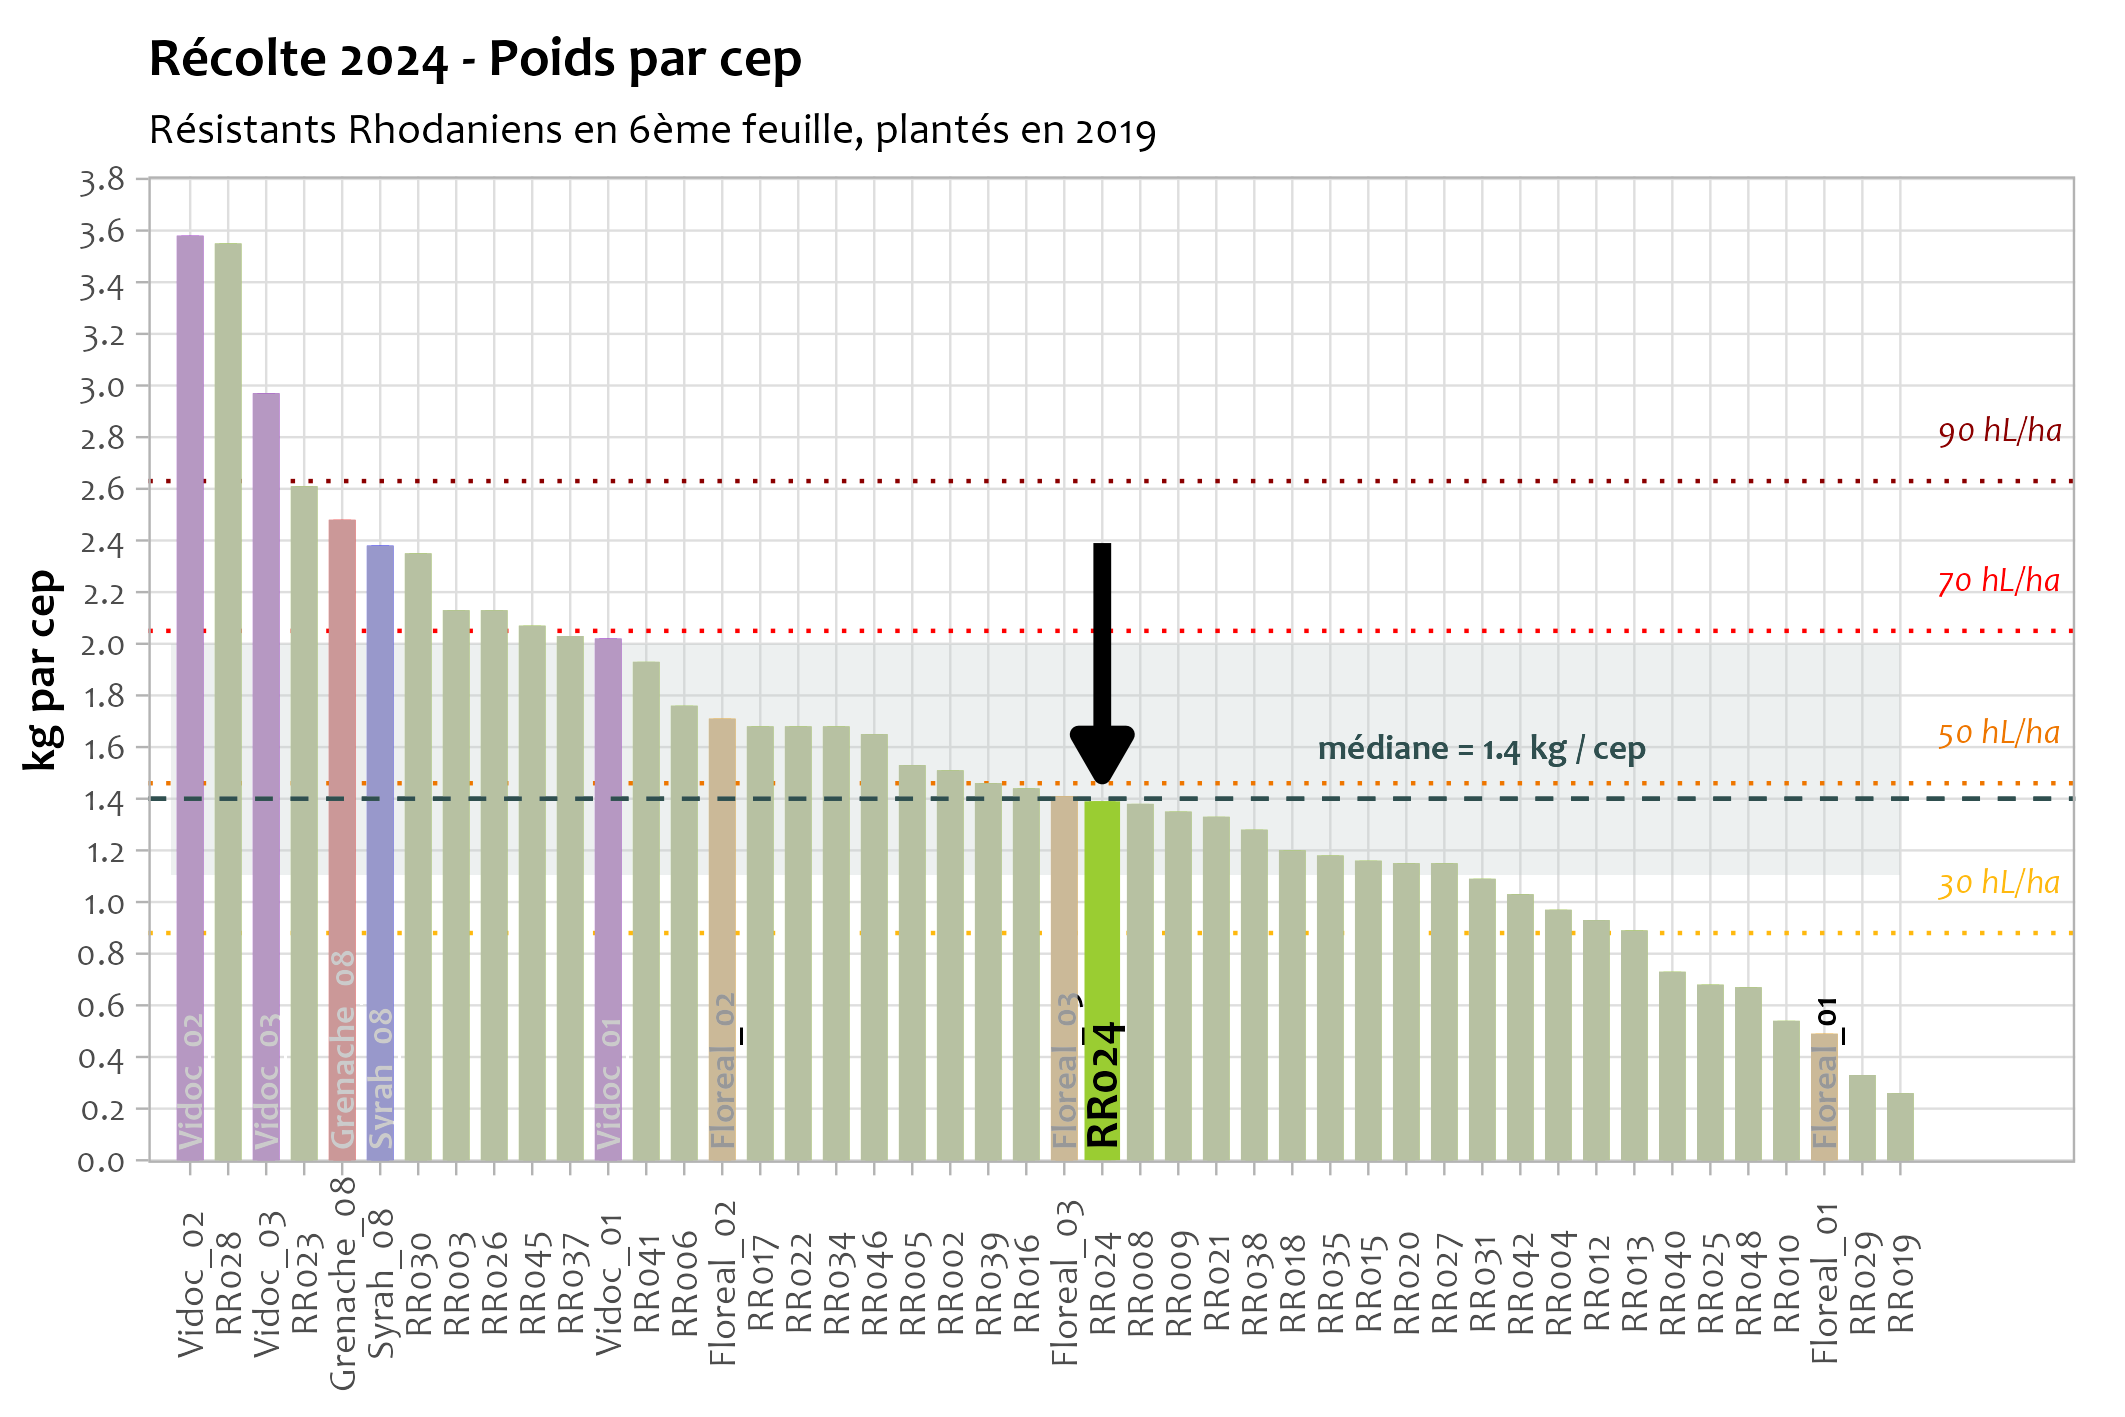 Récolte 2024 - Poids par cep
Résistants Rhodaniens en 6ème feuille, plantés en 2019
kg par cep
3.8
3.6
3.4
3.2
3.0
2.8
2.6
2.4
2.2
2.0
1.8
1.6
1.4
1.2
1.0
0.8
0.6
0.4
0.2
0.0
90 hL/ha
70 hL/ha
50 hL/ha
30 hL/ha
médiane = 1.4 kg / cep
Vidoc_02
Vidoc_03
Grenache_08
Syrah_08
Vidoc_01
Floreal_02
Floreal_03
RR024
Floreal_01
Vidoc_02
RR028
Vidoc_03
RR023
Grenache_08
Syrah_08
RR030
RR003
RR026
RR045
RR037
Vidoc_01
RR041
RR006
Floreal_02
RR017
RR022
RR034
RR046
RR005
RR002
RR039
RR016
Floreal_03
RR024
RR008
RR009
RR021
RR038
RR018
RR035
RR015
RR020
RR027
RR031
RR042
RR004
RR012
RR013
RR040
RR025
RR048
RR010
Floreal_01
RR029
RR019